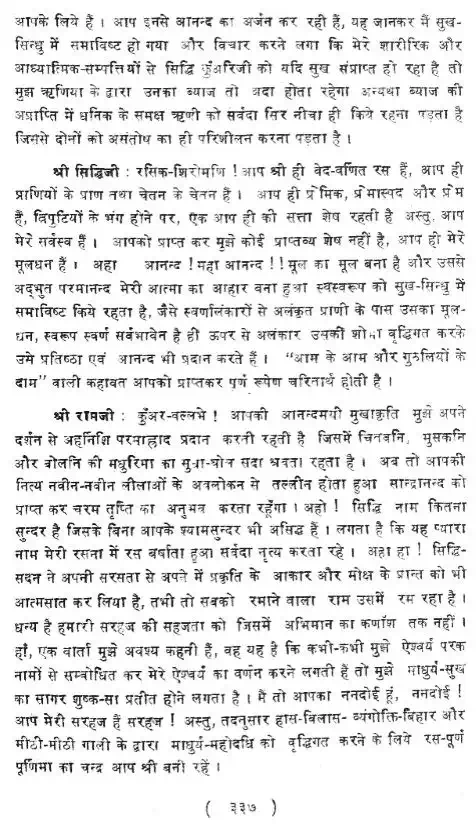 आपके लिये हैं । आप इनसे आनन्द का अर्जन कर रही हैं, यह जानकर मैं सुख-
सिन्धु में समाविष्ट हो गया और विचार करने लगा कि मेरे शारीरिक और
आध्यात्मिक-सम्पत्तियों से सिद्धि कुँअरिजी को यदि सुख संप्राप्त हो रहा है तो
मुझ ऋणिया के द्वारा उनका ब्याज तो अदा होता रहेगा अन्यथा ब्याज की
अप्राप्ति में धनिक के समक्ष ऋणी को सर्वदा सिर नीचा ही किये रहना पड़ता है
जिससे दोनों को असंतोष का ही परिशीलन करना पड़ता है ।
श्री सिद्धिजी : रसिक-शिरोमणि ! आप श्री ही वेद-वर्णित रस हैं, आप ही
प्राणियों के प्राण तथा चेतन के चेतन हैं । आप ही प्रेमिक, प्रेमास्पद और प्रेम
हैं, त्रिपुटियों के भंग होने पर, एक आप ही की सत्ता शेष रहती है अस्तु, आप
मेरे सर्वस्व हैं । आपको प्राप्त कर मुझे कोई प्राप्तव्य शेष नहीं है, आप ही मेरे
मूलधन हैं । अहा आनन्द ! महा आनन्द ! ! मूल का मूल बना है और उससे
अद्भुत परमानन्द मेरी आत्मा का आहार बना हुआ स्वस्वरूप को सुख-सिन्धु में
समाविष्ट किये रहता है, जैसे स्वर्णालंकारों से अलंकृत प्राणी के पास उसका मूल-
धन, स्वरूप स्वर्ण सर्वभावेन है ही ऊपर से अलंकार उसकी शोभा वृद्धिगत करके
उसे प्रतिष्ठा एवं आनन्द भी प्रदान करते हैं । "आम के आम और गुठलियों के
दाम" वाली कहावत आपको प्राप्तकर पूर्ण रूपेण चरितार्थ होती है ।
श्री रामजी : कुँअर-वल्लभे ! आपकी आनन्दमयी मुखाकृति मुझे अपने
दर्शन से अहर्निशि परमाह्लाद प्रदान करती रहती है जिसमें चितवनि, मुसकनि
और बोलनि की मधुरिमा का सुधा-श्रोत सदा श्रवता रहता है । अब तो आपकी
नित्य नवीन-नवीन लीलाओं के अवलोकन से तल्लीन होता हुआ सान्द्रानन्द को
प्राप्त कर चरम तृप्ति का अनुभव करता रहूँगा । अहो ! सिद्धि नाम कितना
सुन्दर है जिसके बिना आपके श्यामसुन्दर भी असिद्ध हैं । लगता है कि यह प्यारा
नाम मेरी रसना में रस बर्षाता हुआ सर्वदा नृत्य करता रहे । अहा हा ! सिद्धि-
सदन ने अपनी सरसता से अपने में प्रकृति के आकार और मोक्ष के प्रान्त को भी
आत्मसात कर लिया है, तभी तो सबको रमाने वाला राम उसमें रम रहा है ।
धन्य है हमारी सरहज की सहजता को जिसमें अभिमान का कर्णांश तक नहीं ।
हाँ, एक वार्ता मुझे अवश्य कहनी हैं, वह यह है कि कभी-कभी मुझे ऐश्वर्य परक
नामों से सम्बोधित कर मेरे ऐश्वर्य का वर्णन करने लगती हैं तो मुझे माधुर्य-सुख
का सागर शुष्क-सा प्रतीत होने लगता है । मैं तो आपका ननदोई हूँ, ननदोई !
आप मेरी सरहज हैं सरहज ! अस्तु, तदनुसार हास-विलास- व्यंगोक्ति-बिहार और
मीठी-मीठी गाली के द्वारा माधुर्य-महोदधि को वृद्धिगत करने के लिये रस-पूर्ण
पूर्णिमा का चन्द्र आप श्री बनी रहें ।
( ३३७ )